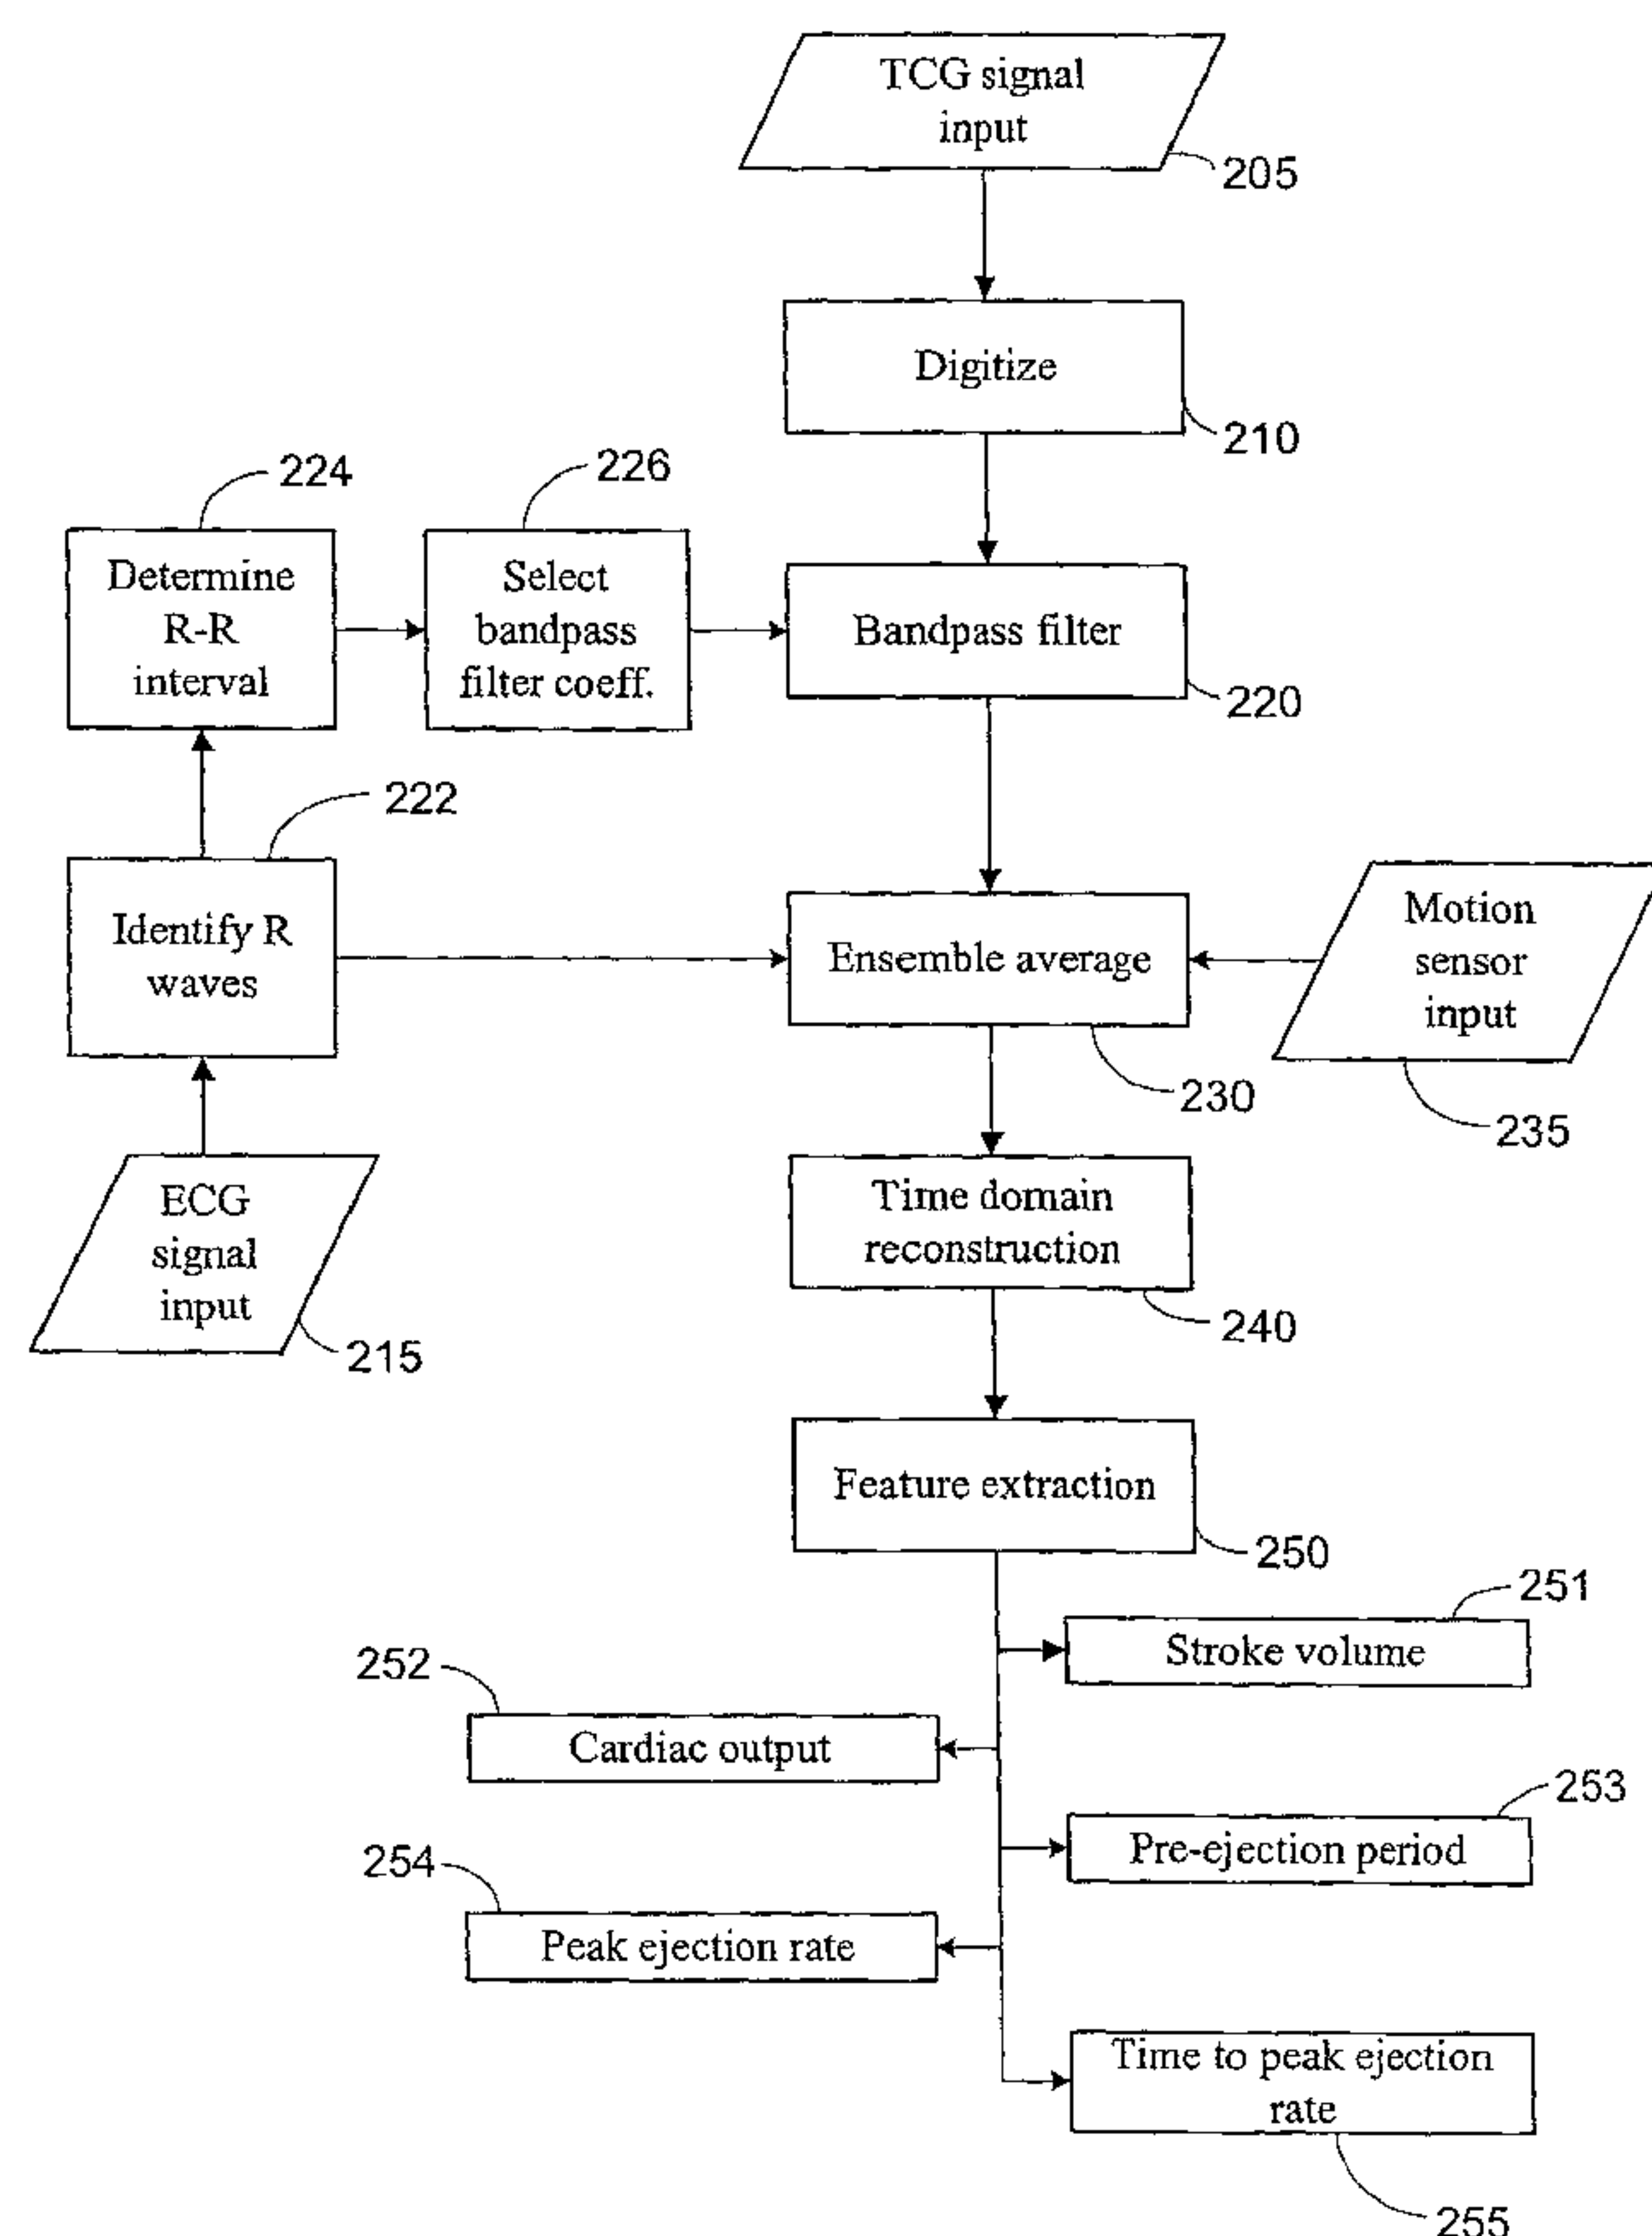 TCG signal
input
205
Digitize
210
224
226
Determine
R-R
interval
Select
bandpass
filter coeff.
Bandpass filter
220
222
Identify R
waves
Ensemble average
Motion
sensor
input
230
235
ECG
signal
input
215
Time domain
reconstruction
240
Feature extraction
250
251
Stroke volume
252
Cardiac output
253
Pre-ejection period
254
Peak ejection rate
Time to peak ejection
rate
255